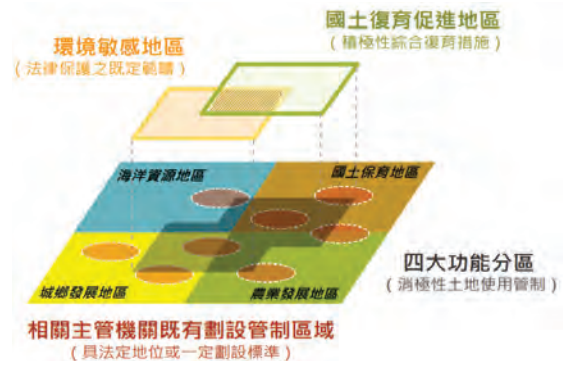 國土復育促進地區
(積極性綜合復育措施)
環境敏感地區
(法律保護之既定範疇)
海洋資源地區
國土保育地區
四大功能分區
(消極性土地使用管制)
城鄉發展地區
農業發展地區
相關主管機關既有劃設管制區域
(具法定地位或一定劃設標準)